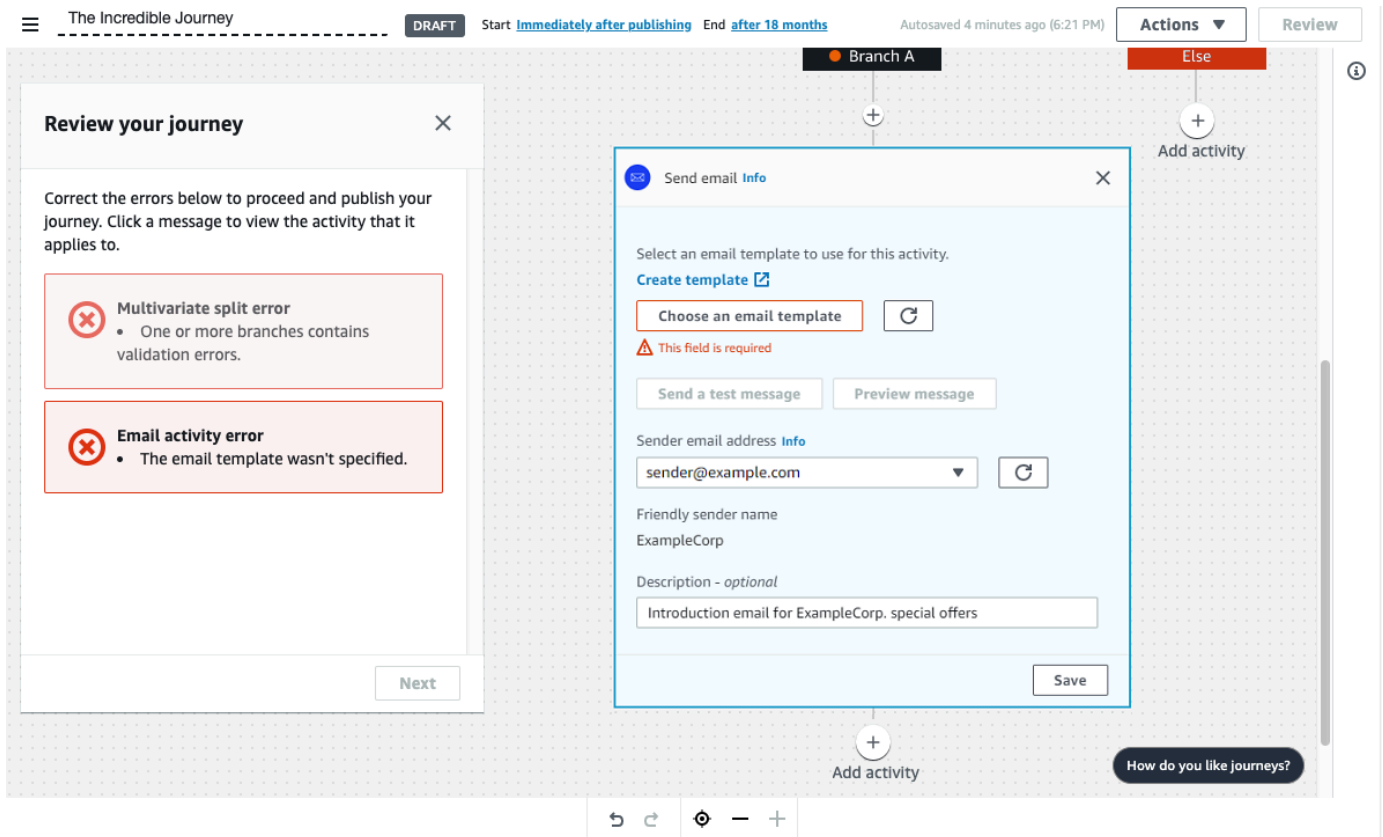 The Incredible Journey
DRAFT
Start Immediately after publishing End after 18 months
Autosaved 4 minutes ago (6:21 PM)
Actions
Review
Branch A
Else
Add activity
Review your journey
Correct the errors below to proceed and publish your
journey. Click a message to view the activity that it
applies to.
Multivariate split error
• One or more branches contains
validation errors.
Email activity error
• The email template wasn't specified.
Next
Send email Info
Select an email template to use for this activity.
Create template
Choose an email template
This field is required
Send a test message
Preview message
Sender email address Info
sender@example.com
Friendly sender name
ExampleCorp
Description - optional
Introduction email for ExampleCorp. special offers
Save
Add activity
How do you like journeys?